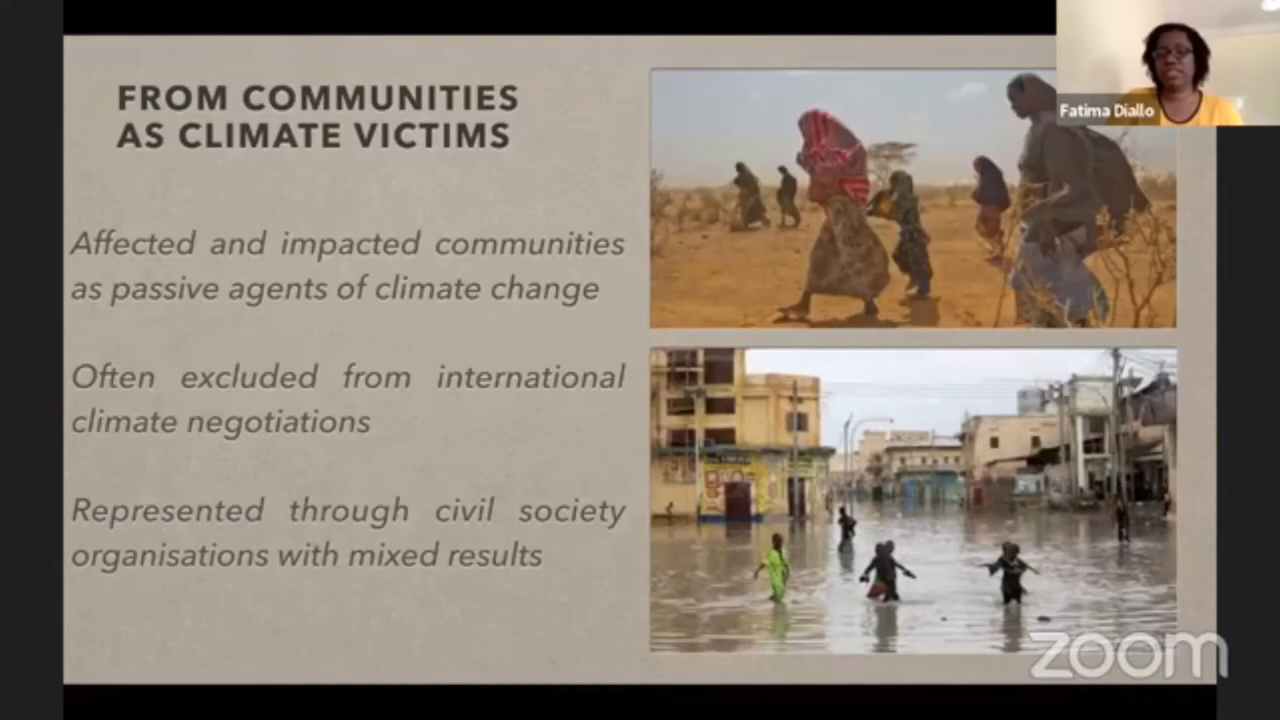 FROM COMMUNITIES
AS CLIMATE VICTIMS
Fatima Diallo
Affected and impacted communities
as passive agents of climate change
Often excluded from international
climate negotiations
Represented through civil society
organisations with mixed results
zoom